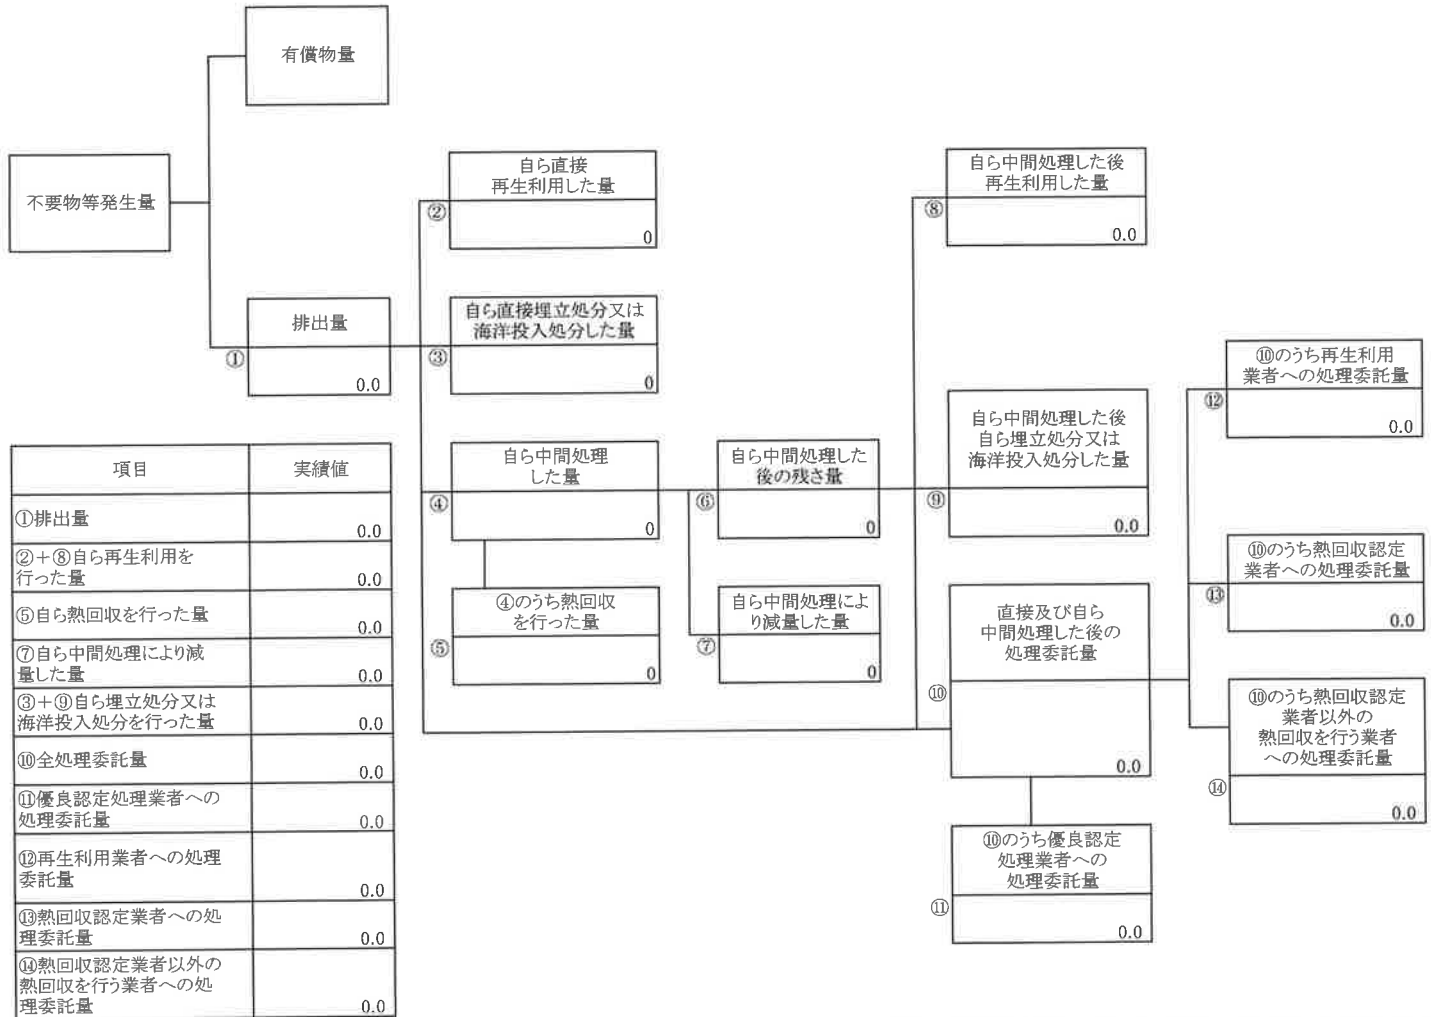 有償物量
不要物等発生量
自ら直接
再生利用した量
②
0
自ら中間処理した後
再生利用した量
⑧
0.0
排出量
①
0.0
自ら直接埋立処分又は
海洋投入処分した量
③
0
⑩のうち再生利用
業者への処理委託量
⑫
0.0
自ら中間処理
した量
④
0
自ら中間処理した
後の残さ量
⑥
0
自ら中間処理した後
自ら埋立処分又は
海洋投入処分した量
⑨
0.0
⑩のうち熱回収認定
業者への処理委託量
⑬
0.0
④のうち熱回収
を行った量
⑤
0
自ら中間処理によ
り減量した量
⑦
0
直接及び自ら
中間処理した後の
処理委託量
⑩
0.0
⑩のうち熱回収認定
業者以外の
熱回収を行う業者
への処理委託量
⑭
0.0
⑩のうち優良認定
処理業者への
処理委託量
⑪
0.0
項目 実績値
①排出量
0.0
②+⑧自ら再生利用を
行った量 0.0
⑤自ら熱回収を行った量
0.0
⑦自ら中間処理により減
量した量 0.0
③+⑨自ら埋立処分又は
海洋投入処分を行った量 0.0
⑩全処理委託量
0.0
⑪優良認定処理業者への
処理委託量 0.0
⑫再生利用業者への処理
委託量
0.0
⑬熱回収認定業者への処
理委託量 0.0
⑭熱回収認定業者以外の
熱回収を行う業者への処
理委託量 0.0